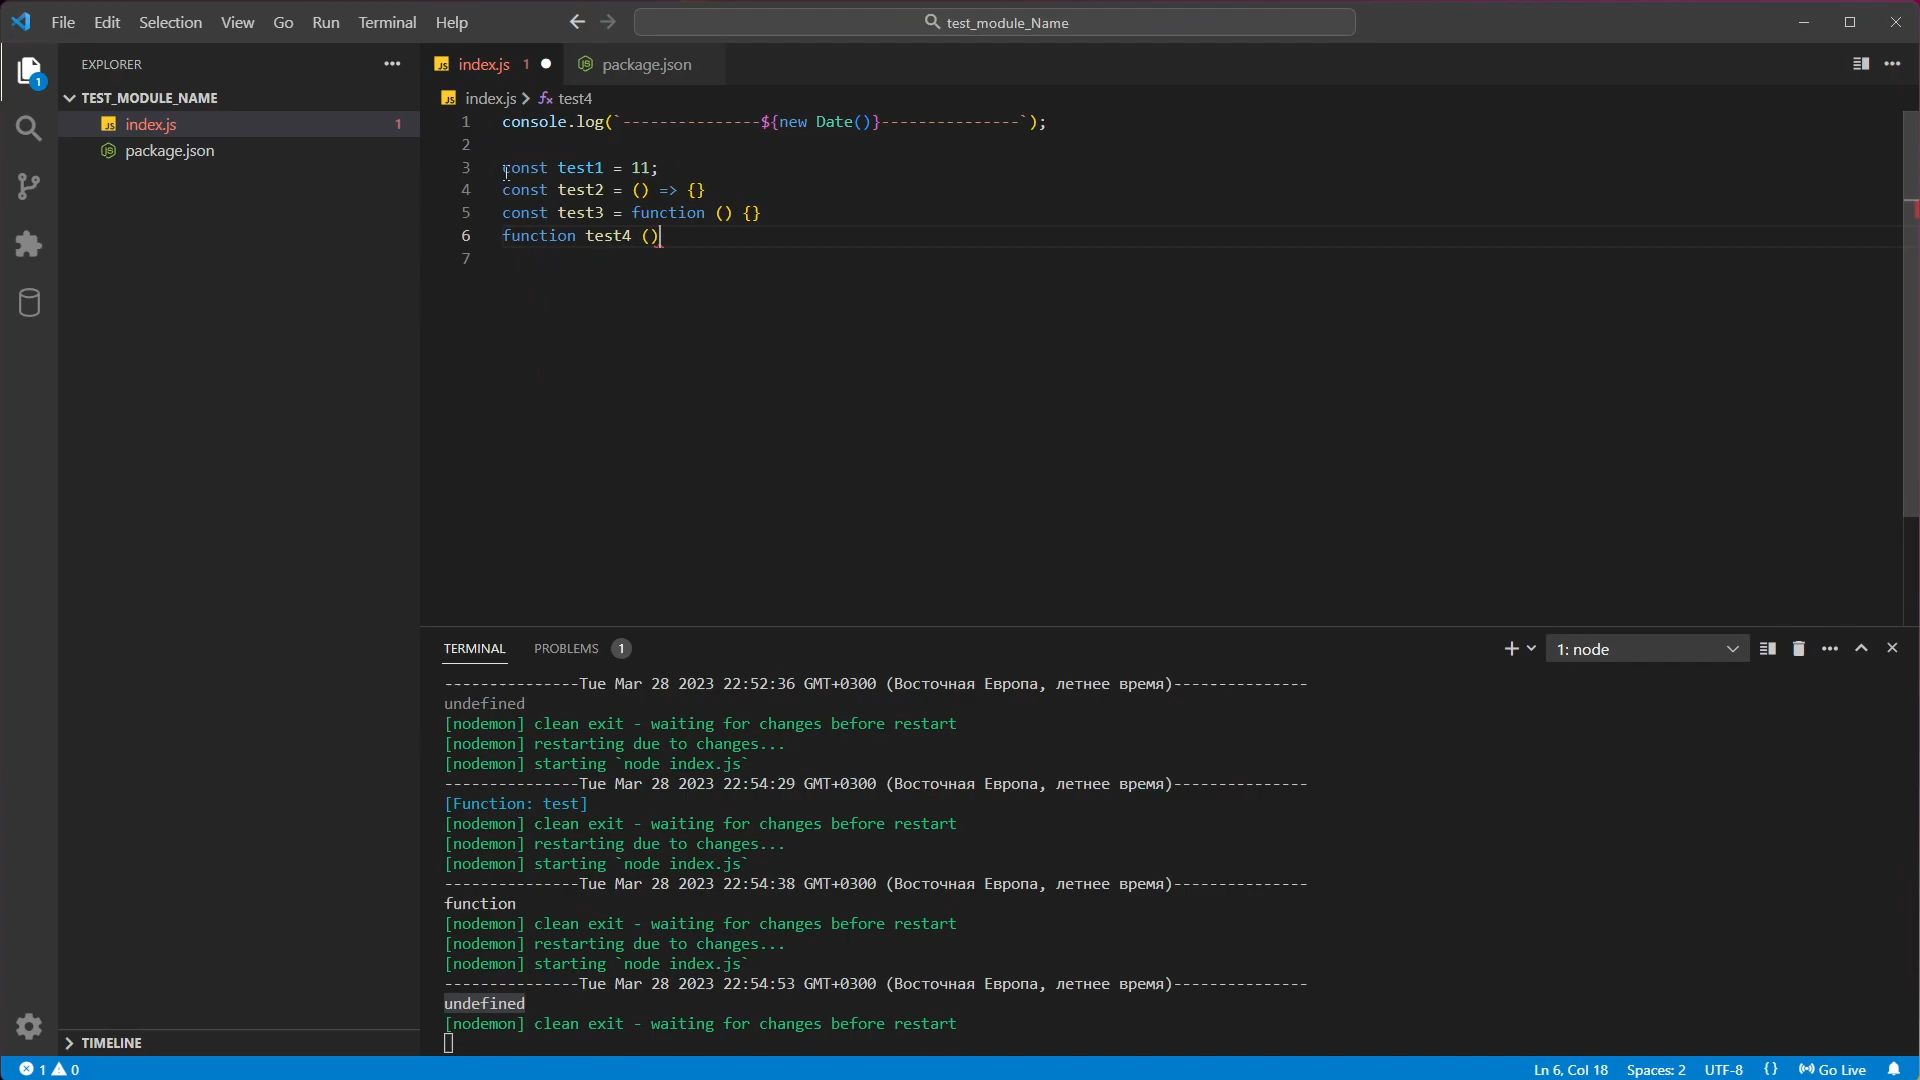 File Edit Selection View Go Run Terminal Help
test_module_Name
EXPLORER
TEST_MODULE_NAME
JS index.js 1
package.json
TIMELINE
1
JS index.js 1
package.json
JS index.js > test4
1 console.log(`---------------${new Date()}---------------`);
2
3 const test1 = 11;
4 const test2 = () => {}
5 const test3 = function () {}
6 function test4 ()
7
TERMINAL PROBLEMS 1
1: node
---------------Tue Mar 28 2023 22:52:36 GMT+0300 (Восточная Европа, летнее время)---------------
undefined
[nodemon] clean exit - waiting for changes before restart
[nodemon] restarting due to changes...
[nodemon] starting `node index.js`
---------------Tue Mar 28 2023 22:54:29 GMT+0300 (Восточная Европа, летнее время)---------------
[Function: test]
[nodemon] clean exit - waiting for changes before restart
[nodemon] restarting due to changes...
[nodemon] starting `node index.js`
---------------Tue Mar 28 2023 22:54:38 GMT+0300 (Восточная Европа, летнее время)---------------
function
[nodemon] clean exit - waiting for changes before restart
[nodemon] restarting due to changes...
[nodemon] starting `node index.js`
---------------Tue Mar 28 2023 22:54:53 GMT+0300 (Восточная Европа, летнее время)---------------
undefined
[nodemon] clean exit - waiting for changes before restart
1 0
Ln 6, Col 18 Spaces: 2 UTF-8 {} Go Live